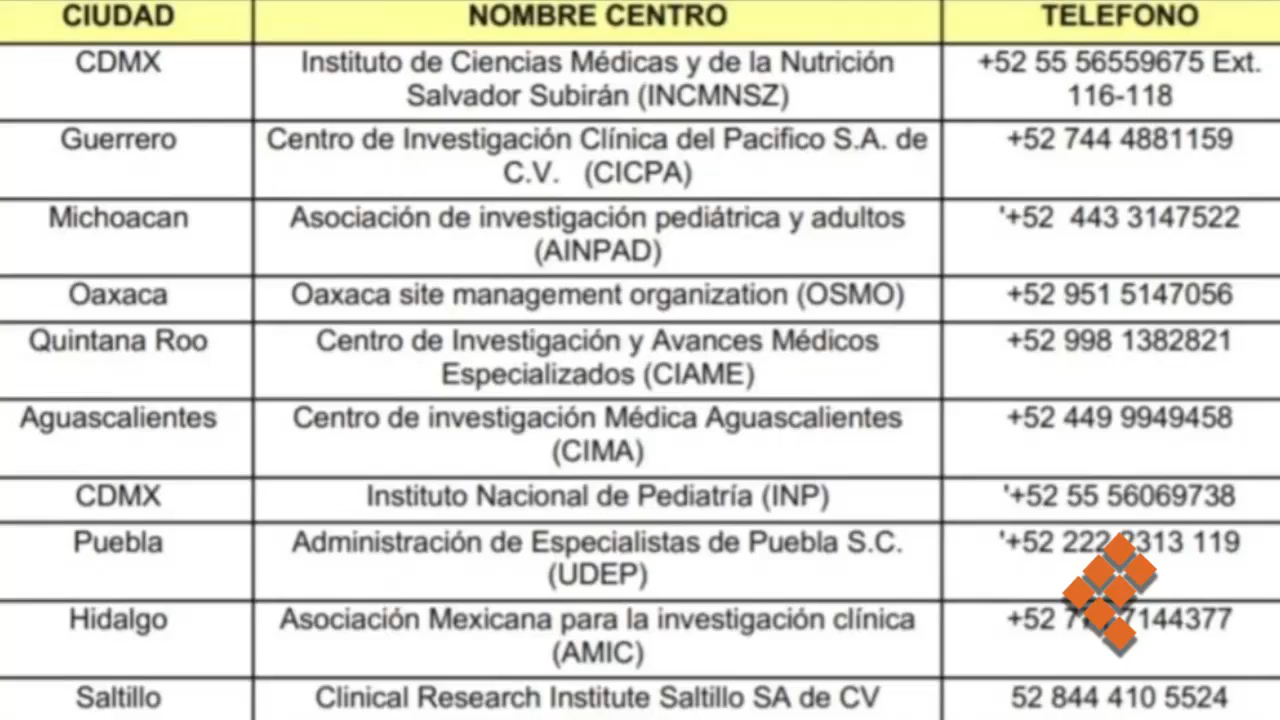 CIUDAD NOMBRE CENTRO TELEFONO
CDMX Instituto de Ciencias Médicas y de la Nutrición +52 55 56559675 Ext.
Salvador Subirán (INCMNSZ) 116-118
Guerrero Centro de Investigación Clínica del Pacifico S.A. de +52 744 4881159
C.V. (CICPA)
Michoacan Asociación de investigación pediátrica y adultos '+52 443 3147522
(AINPAD)
Oaxaca Oaxaca site management organization (OSMO) +52 951 5147056
Quintana Roo Centro de Investigación y Avances Médicos +52 998 1382821
Especializados (CIAME)
Aguascalientes Centro de investigación Médica Aguascalientes +52 449 9949458
(CIMA)
CDMX Instituto Nacional de Pediatría (INP) '+52 55 56069738
Puebla Administración de Especialistas de Puebla S.C. '+52 222 119
(UDEP)
Hidalgo Asociación Mexicana para la investigación clínica +52
(AMIC)
Saltillo Clinical Research Institute Saltillo SA de CV 52 844 410 5524